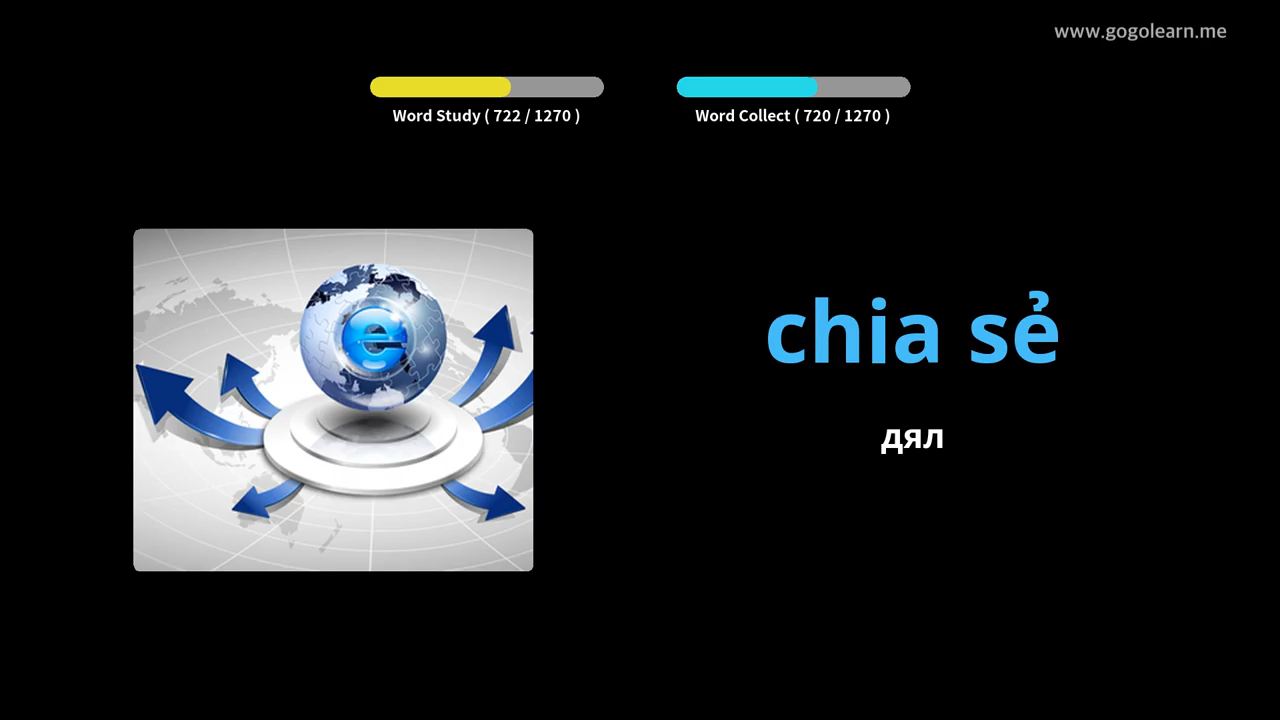 www.gogolearn.me
Word Study ( 722 / 1270 )
Word Collect ( 720 / 1270 )
e
chia sẻ
дял